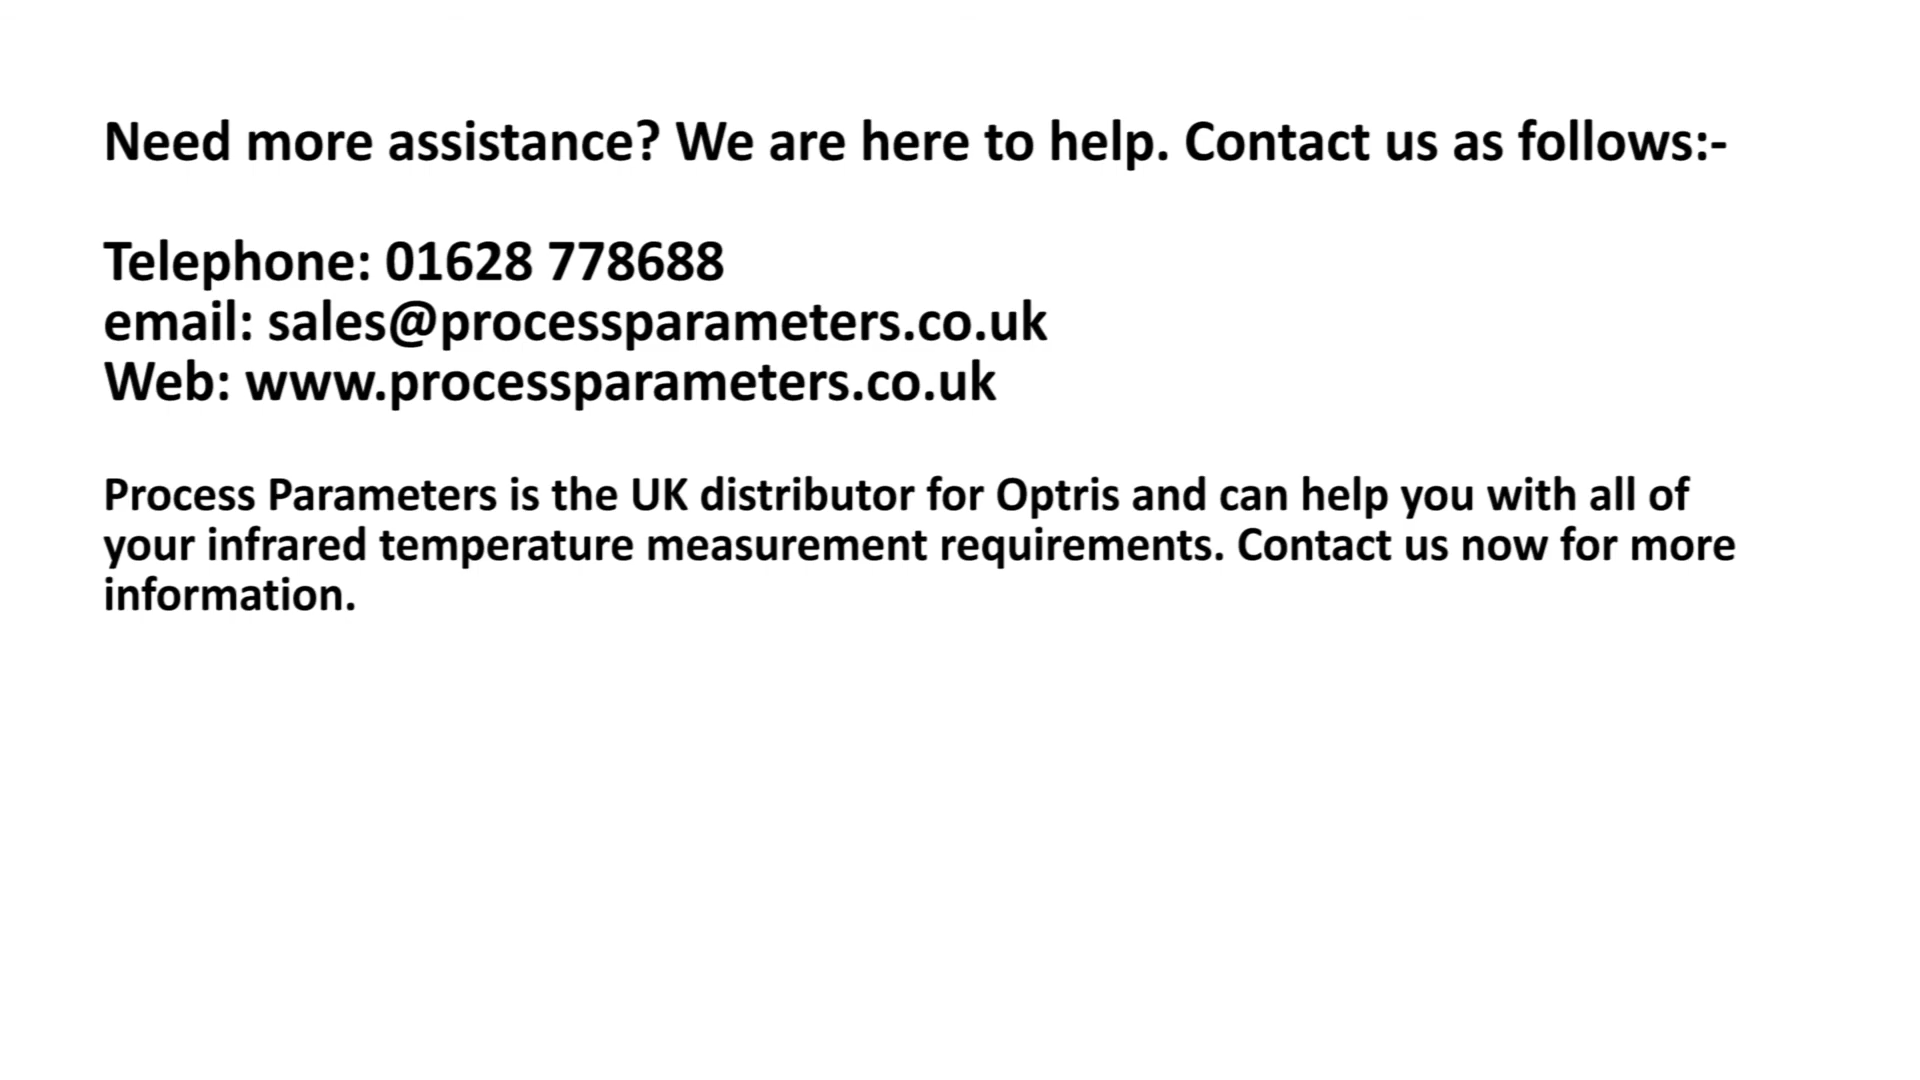 Need more assistance? We are here to help. Contact us as follows:-
Telephone: 01628 778688
email: sales@processparameters.co.uk
Web: www.processparameters.co.uk
Process Parameters is the UK distributor for Optris and can help you with all of
your infrared temperature measurement requirements. Contact us now for more
information.